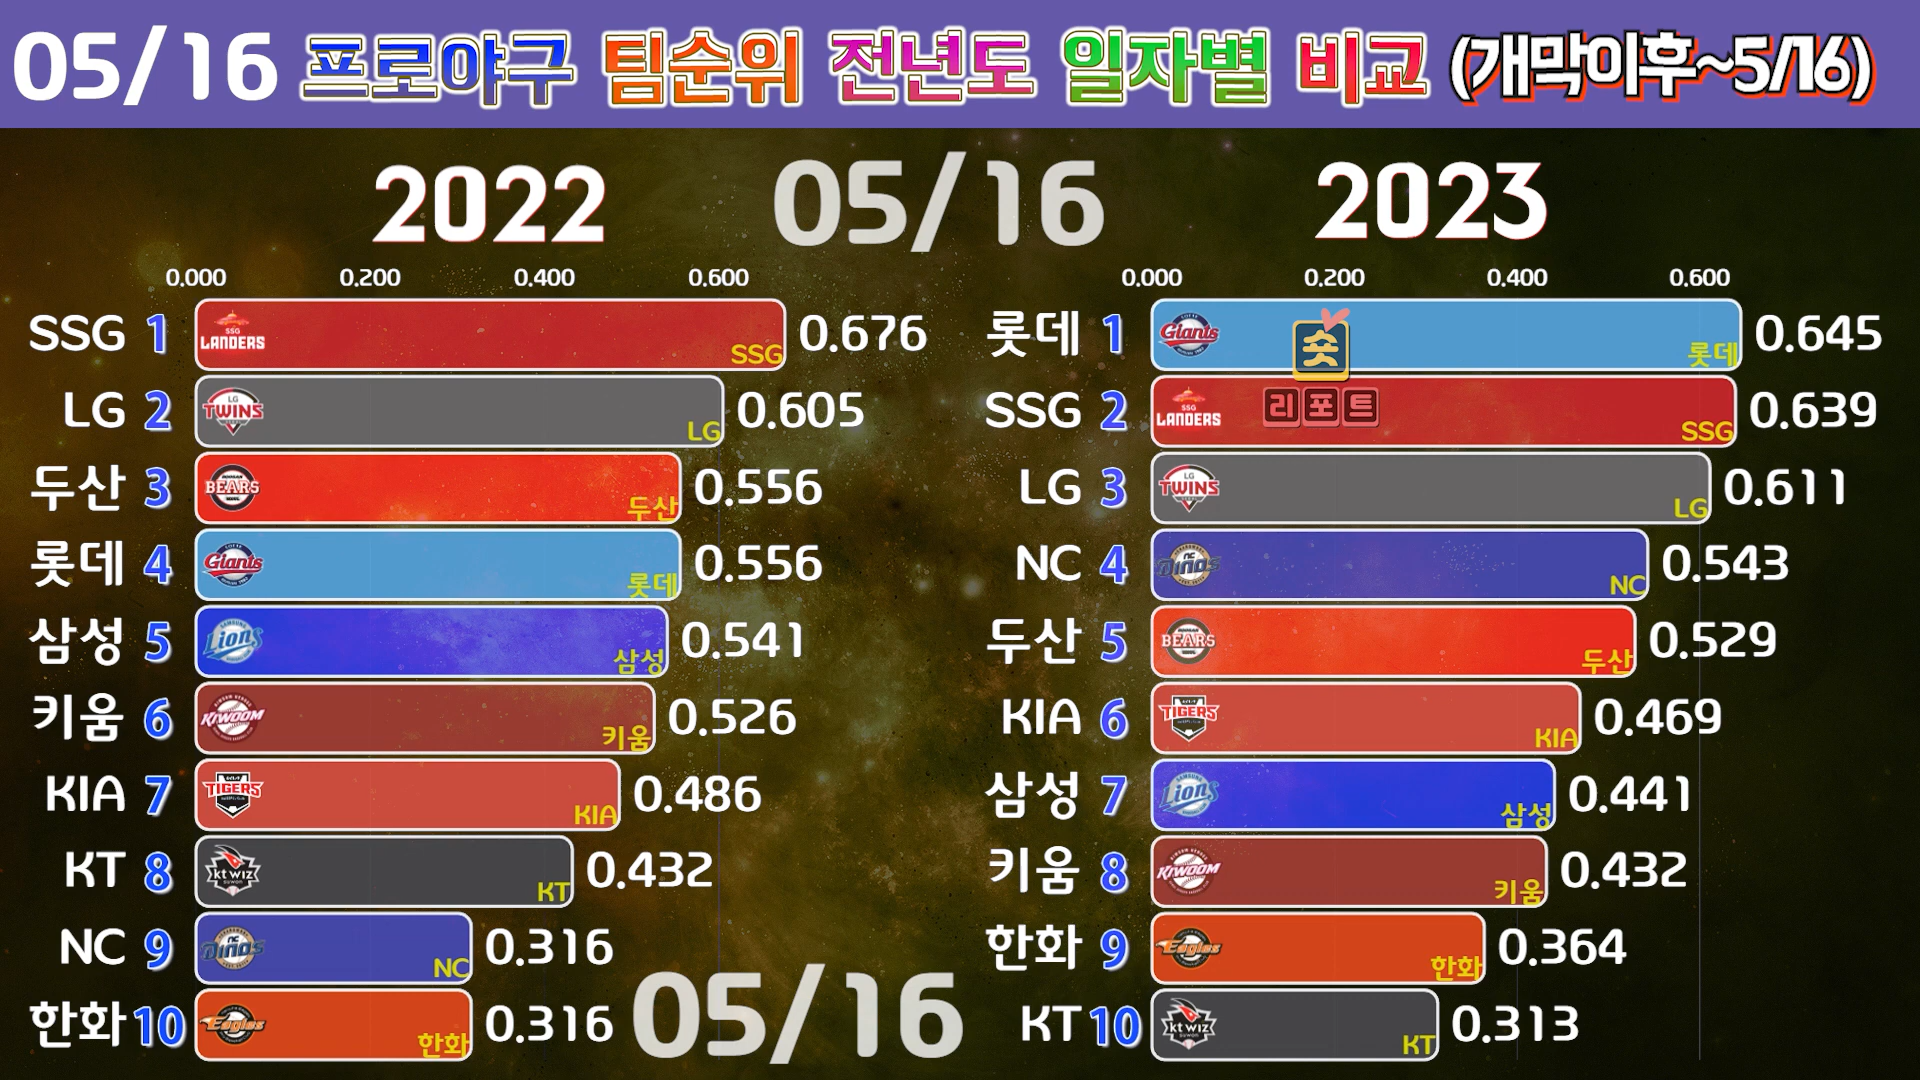 05/16 프로야구 팀순위 전년도 일자별 비교 (개막이후~5/16)
2022 05/16 2023
0.000 0.200 0.400 0.600
0.000 0.200 0.400 0.600
SSG 1 SSG LANDERS SSG 0.676
LG 2 LG TWINS LG 0.605
두산 3 BEARS 두산 0.556
롯데 4 Giants 롯데 0.556
삼성 5 SAMSUNG Lions 삼성 0.541
키움 6 KIWOOM 키움 0.526
KIA 7 KIA TIGERS KIA 0.486
KT 8 kt wiz KT 0.432
NC 9 NC DINOS NC 0.316
한화 10 Eagles 한화 0.316
05/16
롯데 1 Giants 숏 롯데 0.645
SSG 2 SSG LANDERS 리포트 SSG 0.639
LG 3 LG TWINS LG 0.611
NC 4 NC DINOS NC 0.543
두산 5 BEARS 두산 0.529
KIA 6 TIGERS KIA 0.469
삼성 7 SAMSUNG Lions 삼성 0.441
키움 8 KIWOOM 키움 0.432
한화 9 Eagles 한화 0.364
KT 10 kt wiz KT 0.313